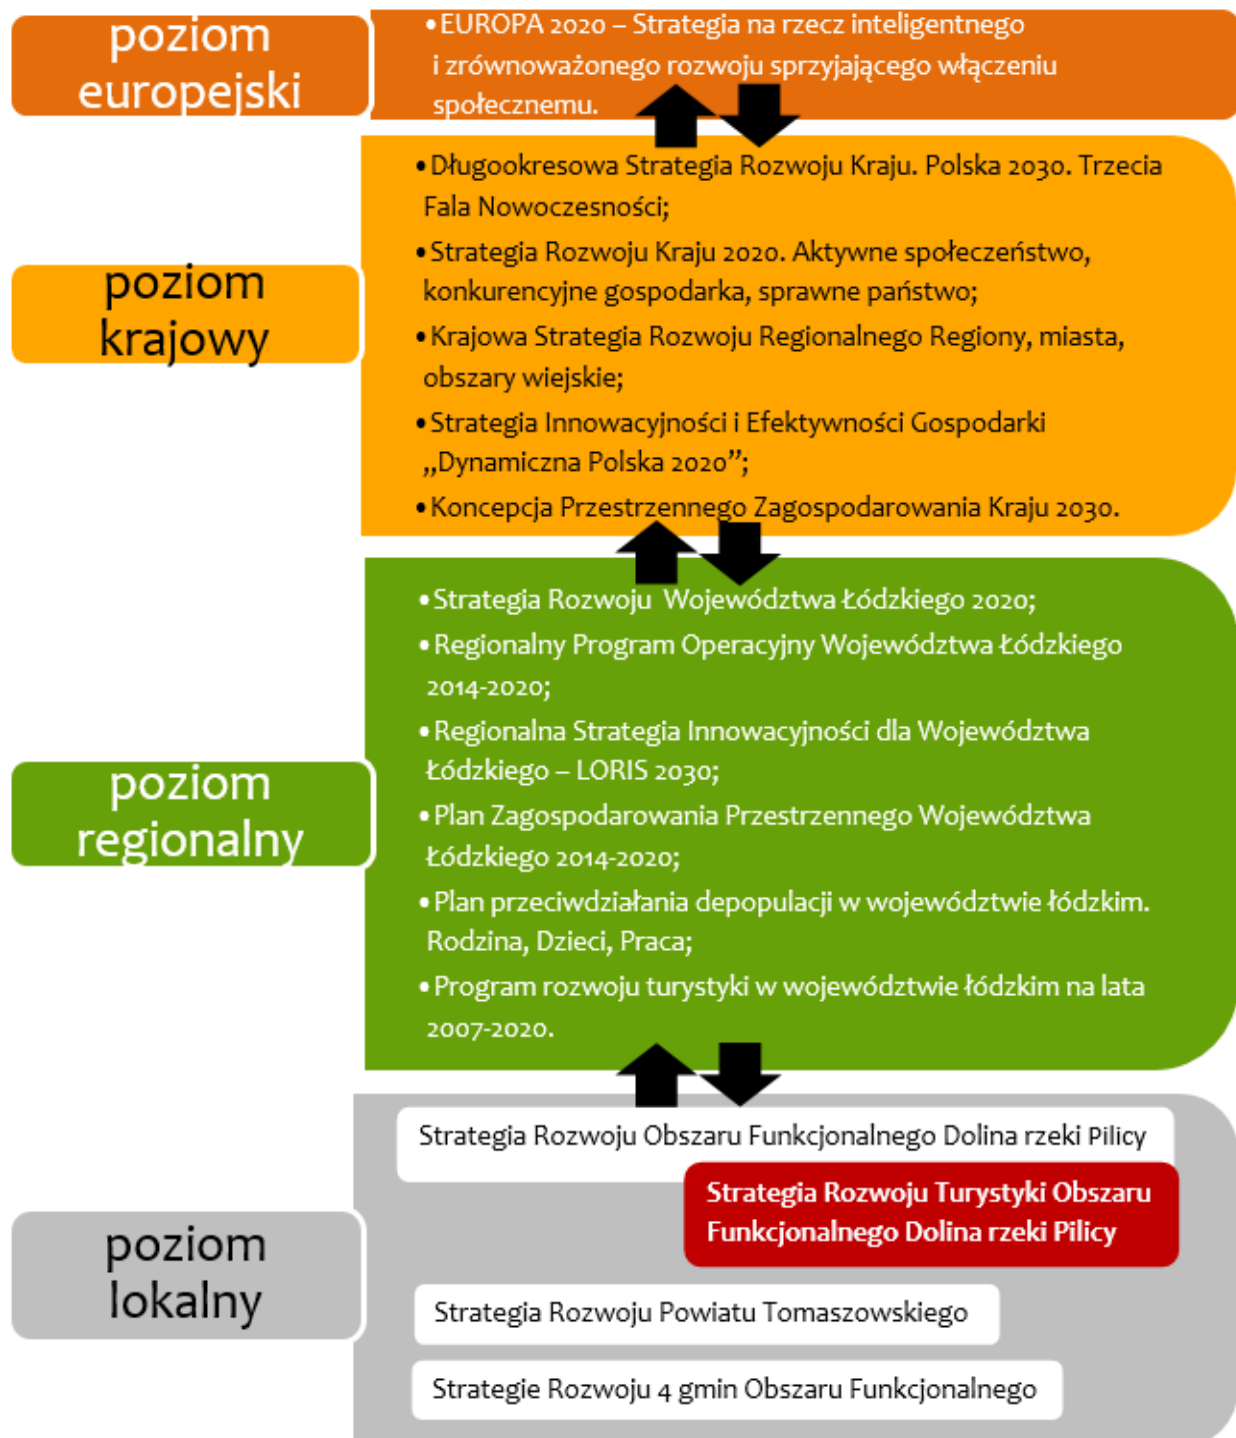 poziom
europejski
•EUROPA 2020 – Strategia na rzecz inteligentnego
i zrównoważonego rozwoju sprzyjającego włączeniu
społecznemu.
poziom
krajowy
•Długookresowa Strategia Rozwoju Kraju. Polska 2030. Trzecia
Fala Nowoczesności;
•Strategia Rozwoju Kraju 2020. Aktywne społeczeństwo,
konkurencyjne gospodarka, sprawne państwo;
•Krajowa Strategia Rozwoju Regionalnego Regiony, miasta,
obszary wiejskie;
•Strategia Innowacyjności i Efektywności Gospodarki
„Dynamiczna Polska 2020”;
•Koncepcja Przestrzennego Zagospodarowania Kraju 2030.
poziom
regionalny
•Strategia Rozwoju Województwa Łódzkiego 2020;
•Regionalny Program Operacyjny Województwa Łódzkiego
2014-2020;
•Regionalna Strategia Innowacyjności dla Województwa
Łódzkiego – LORIS 2030;
•Plan Zagospodarowania Przestrzennego Województwa
Łódzkiego 2014-2020;
•Plan przeciwdziałania depopulacji w województwie łódzkim.
Rodzina, Dzieci, Praca;
•Program rozwoju turystyki w województwie łódzkim na lata
2007-2020.
poziom
lokalny
Strategia Rozwoju Obszaru Funkcjonalnego Dolina rzeki Pilicy
Strategia Rozwoju Turystyki Obszaru
Funkcjonalnego Dolina rzeki Pilicy
Strategia Rozwoju Powiatu Tomaszowskiego
Strategie Rozwoju 4 gmin Obszaru Funkcjonalnego